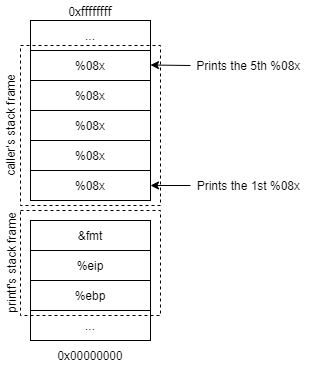 0xffffffff
...
%08x
Prints the 5th %08x
%08x
%08x
%08x
%08x
Prints the 1st %08x
caller's stack frame
&fmt
%eip
%ebp
printf's stack frame
...
0x00000000